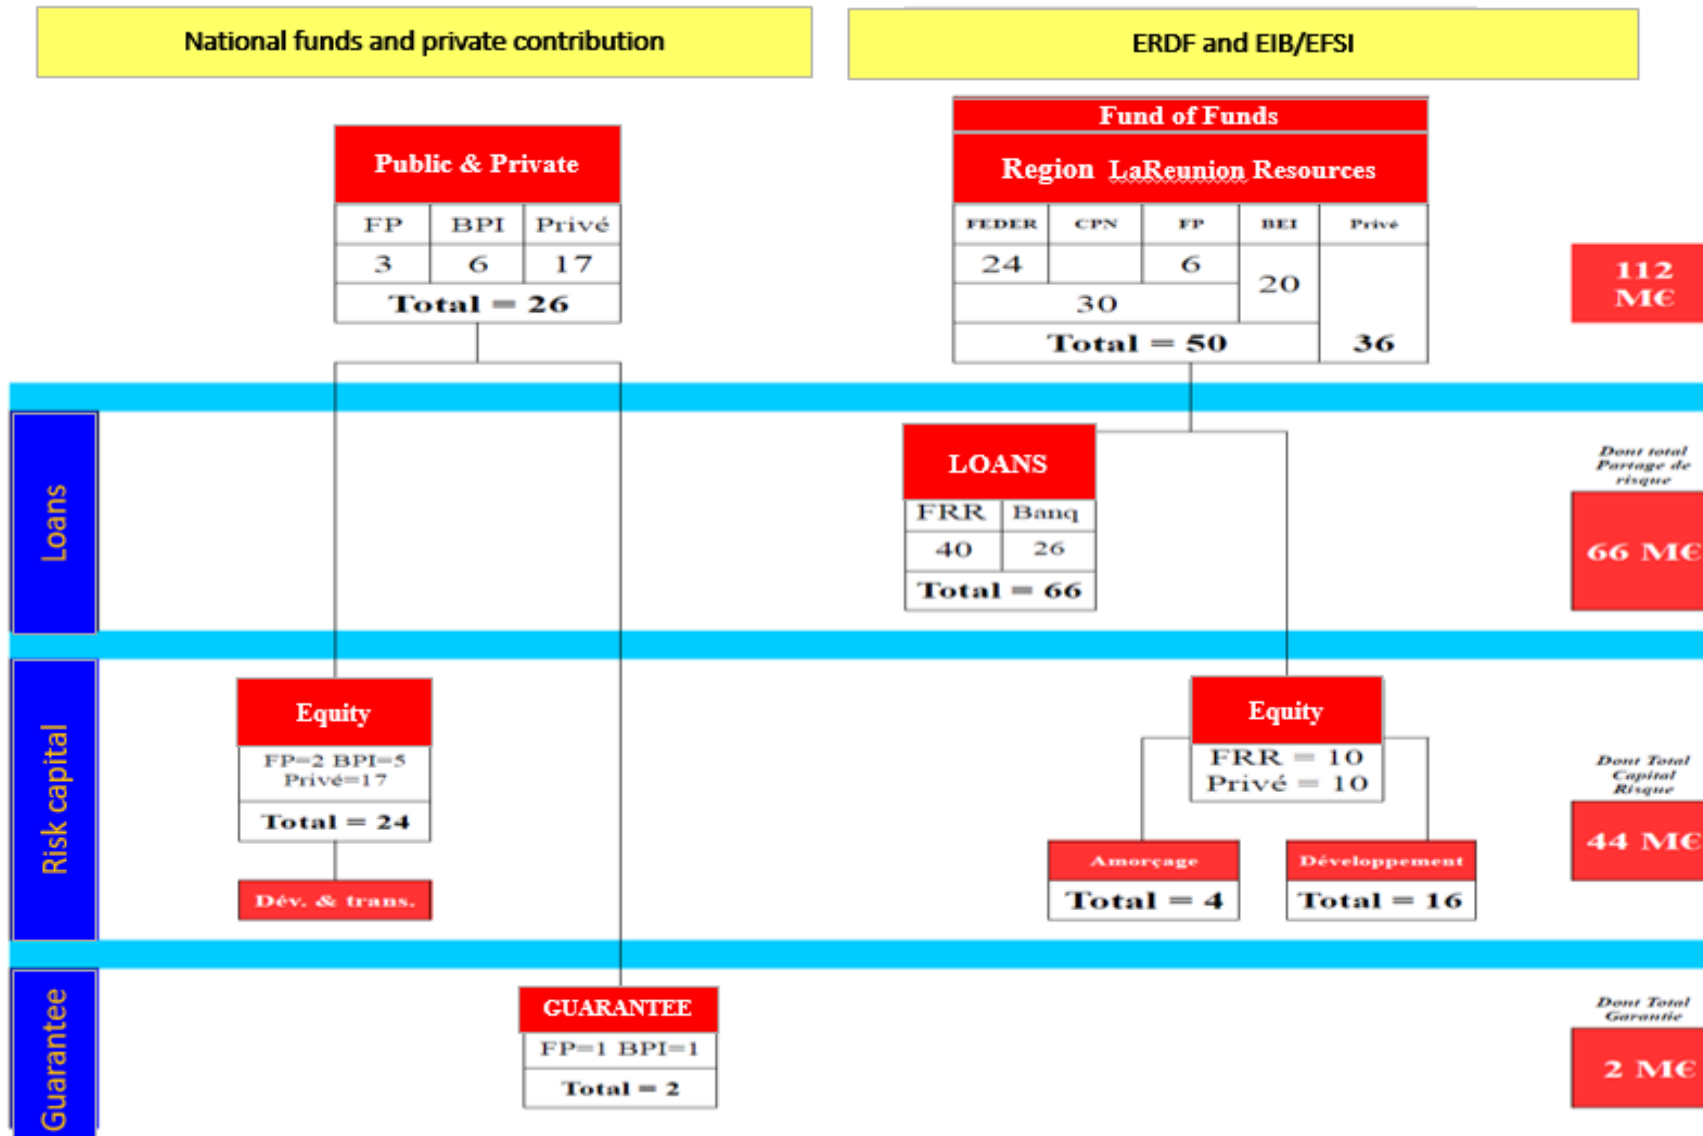 National funds and private contribution
ERDF and EIB/EFSI
Public & Private
FP BPI Privé
3 6 17
Total = 26
Fund of Funds
Region LaReunion Resources
FEDER CPN FP BEI Privé
24 6
20
30
Total = 50 36
112
M€
Loans
LOANS
FRR Banq
40 26
Total = 66
Dont total
Partage de
risque
66 M€
Risk capital
Equity
FP=2 BPI=5
Privé=17
Total = 24
Dév. & trans.
Equity
FRR = 10
Privé = 10
Amorçage
Total = 4
Développement
Total = 16
Dont Total
Capital
Risque
44 M€
Guarantee
GUARANTEE
FP=1 BPI=1
Total = 2
Dont Total
Garantie
2 M€